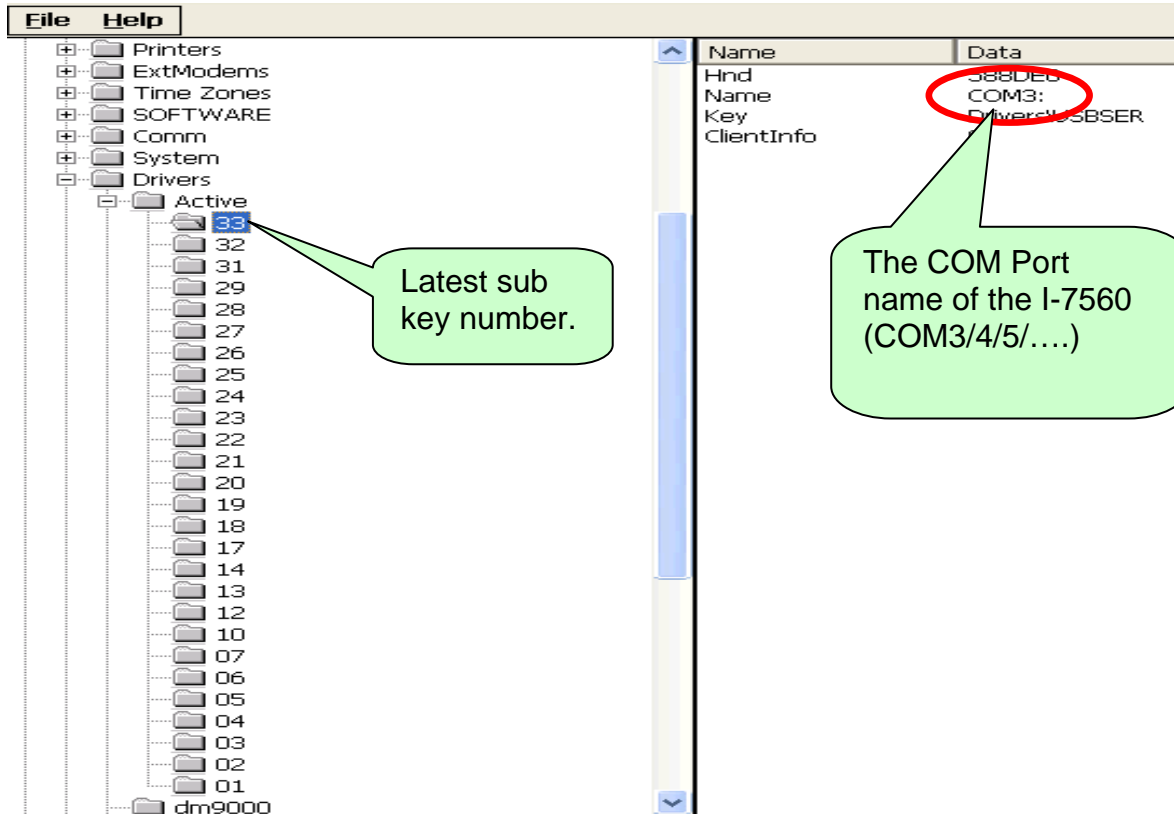 File Help
Printers
ExtModems
Time Zones
SOFTWARE
Comm
System
Drivers
Active
33
32
31
29
28
27
26
25
24
23
22
21
20
19
18
17
14
13
12
10
07
06
05
04
03
02
01
dm9000
Latest sub
key number.
Name Data
Hnd
Name COM3:
Key Drivers\USBSER
ClientInfo
The COM Port
name of the I-7560
(COM3/4/5/....)